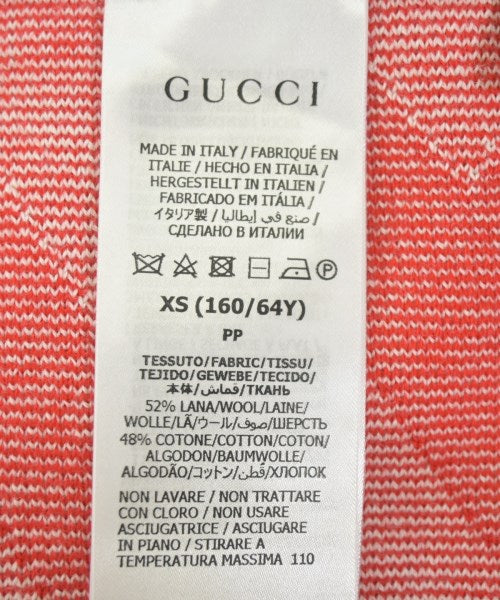 GUCCI
MADE IN ITALY / FABRIQUÉ EN
ITALIE / HECHO EN ITALIA /
HERGESTELLT IN ITALIEN /
FABRICADO EM ITÁLIA /
イタリア製 / صنع في إيطاليا /
СДЕЛАНО В ИТАЛИИ
P
XS (160/64Y)
PP
TESSUTO/FABRIC/TISSU/
TEJIDO/GEWEBE/TECIDO/
本体/قماش/ТКАНЬ
52% LANA/WOOL/LAINE/
WOLLE/LÃ/ウール/صوف/ШЕРСТЬ
48% COTONE/COTTON/COTON/
ALGODON/BAUMWOLLE/
ALGODÃO/コットン/قطن/ХЛОПОК
NON LAVARE / NON TRATTARE
CON CLORO / NON USARE
ASCIUGATRICE / ASCIUGARE
IN PIANO / STIRARE A
TEMPERATURA MASSIMA 110